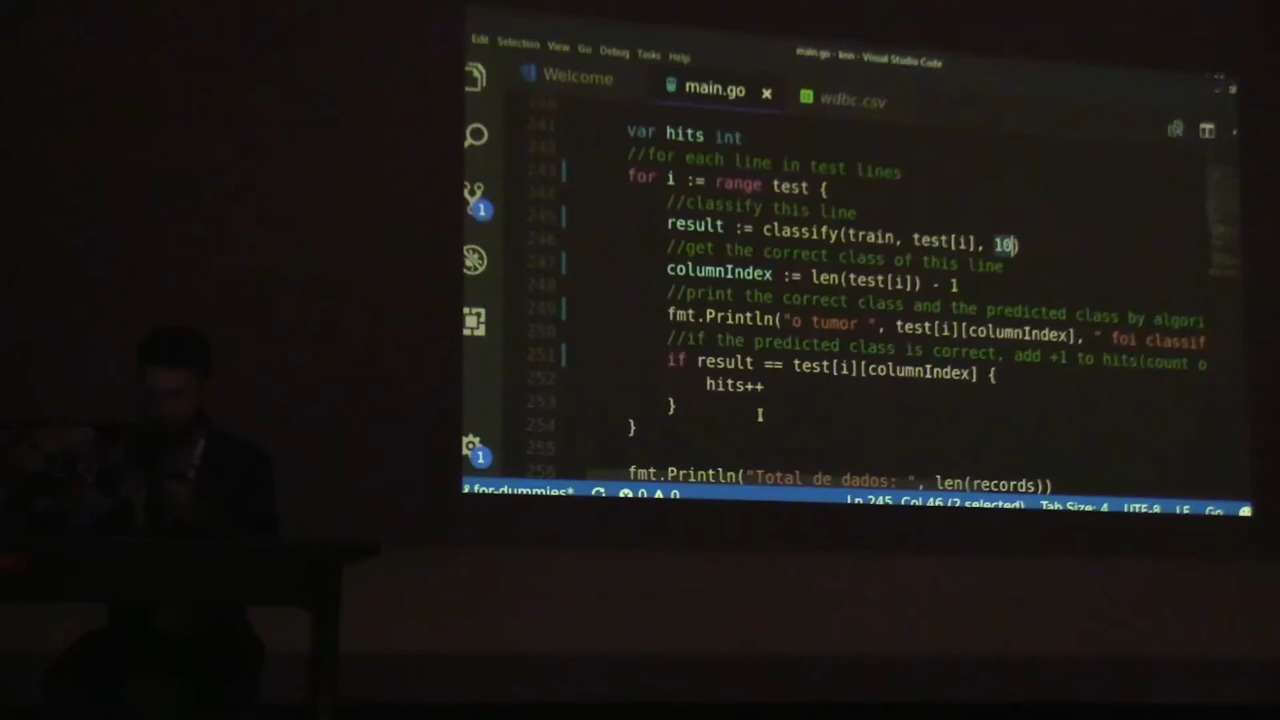 Edit Selection View Go Debug Tasks Help
main.go - knn - Visual Studio Code
Welcome
main.go ×
wdbc.csv
241 var hits int
242 //for each line in test lines
243 for i := range test {
244 //classify this line
245 result := classify(train, test[i], 10)
246 //get the correct class of this line
247 columnIndex := len(test[i]) - 1
248 //print the correct class and the predicted class by algori
249 fmt.Println("o tumor ", test[i][columnIndex], " foi classif
250 //if the predicted class is correct, add +1 to hits(count o
251 if result == test[i][columnIndex] {
252 hits++
253 }
254 }
255
256 fmt.Println("Total de dados: ", len(records))
1
1
for-dummies* 0 0 Ln 245, Col 46 (2 selected) Tab Size: 4 UTF-8 LF Go